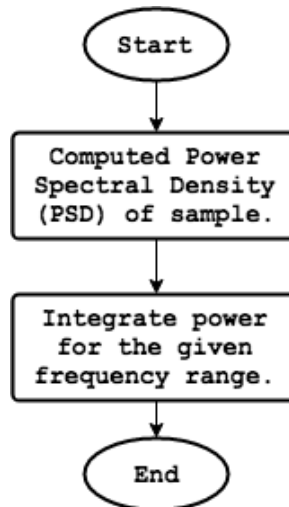 Start
Computed Power
Spectral Density
(PSD) of sample.
Integrate power
for the given
frequency range.
End